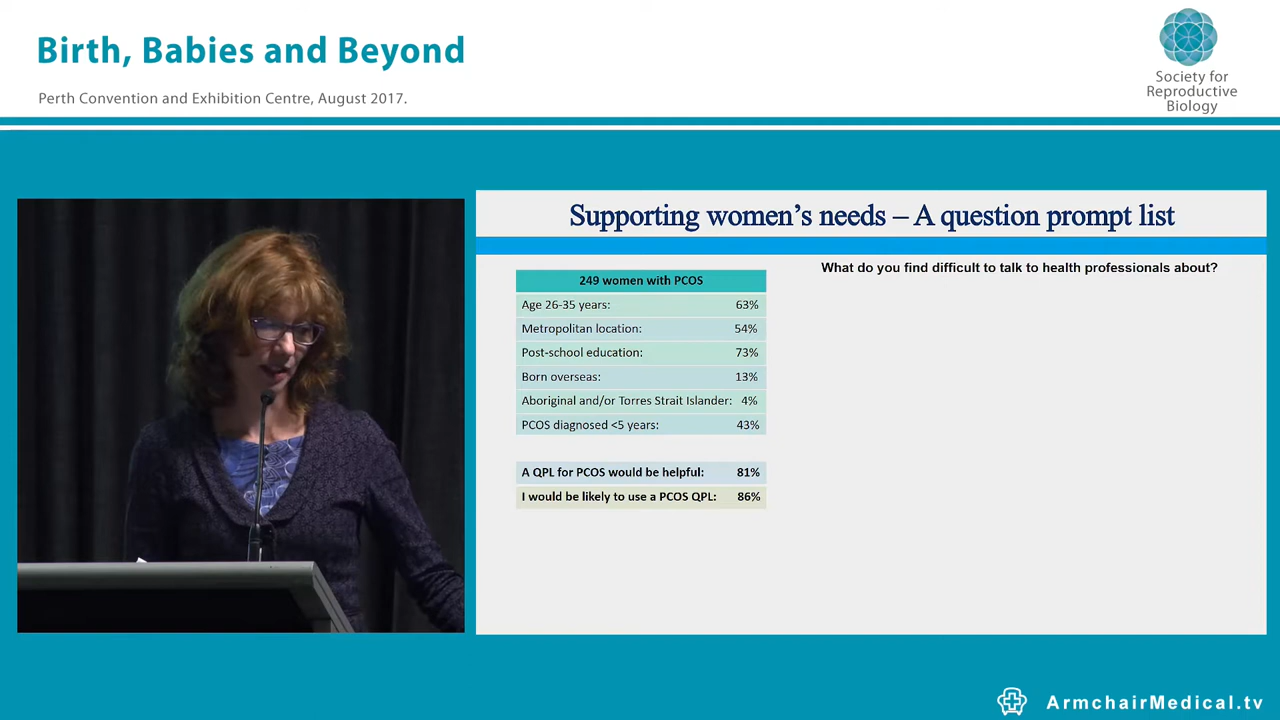 Birth, Babies and Beyond
Perth Convention and Exhibition Centre, August 2017.
Society for
Reproductive
Biology
Supporting women's needs – A question prompt list
249 women with PCOS
Age 26-35 years: 63%
Metropolitan location: 54%
Post-school education: 73%
Born overseas: 13%
Aboriginal and/or Torres Strait Islander: 4%
PCOS diagnosed <5 years: 43%
A QPL for PCOS would be helpful: 81%
I would be likely to use a PCOS QPL: 86%
What do you find difficult to talk to health professionals about?
ArmchairMedical.tv